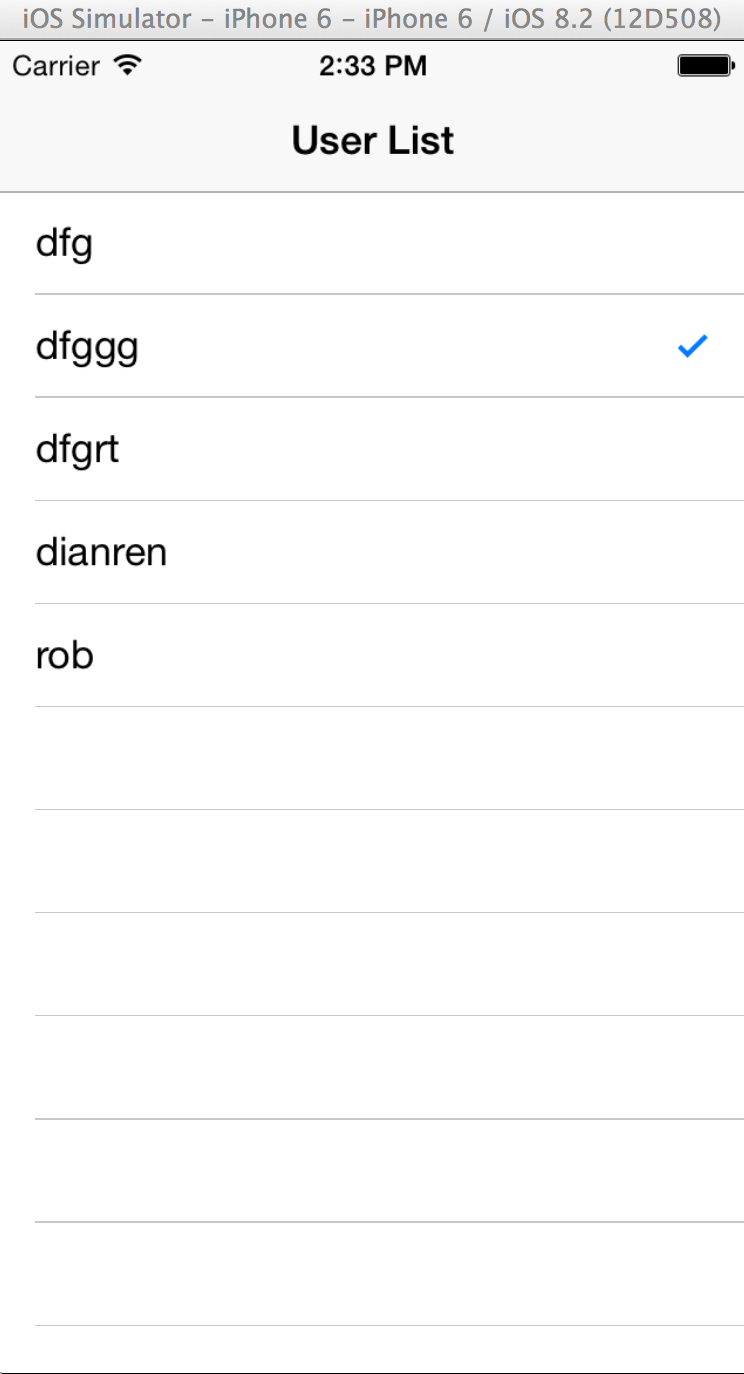 iOS Simulator – iPhone 6 – iPhone 6 / iOS 8.2 (12D508)
Carrier 2:33 PM
User List
dfg
dfggg
dfgrt
dianren
rob